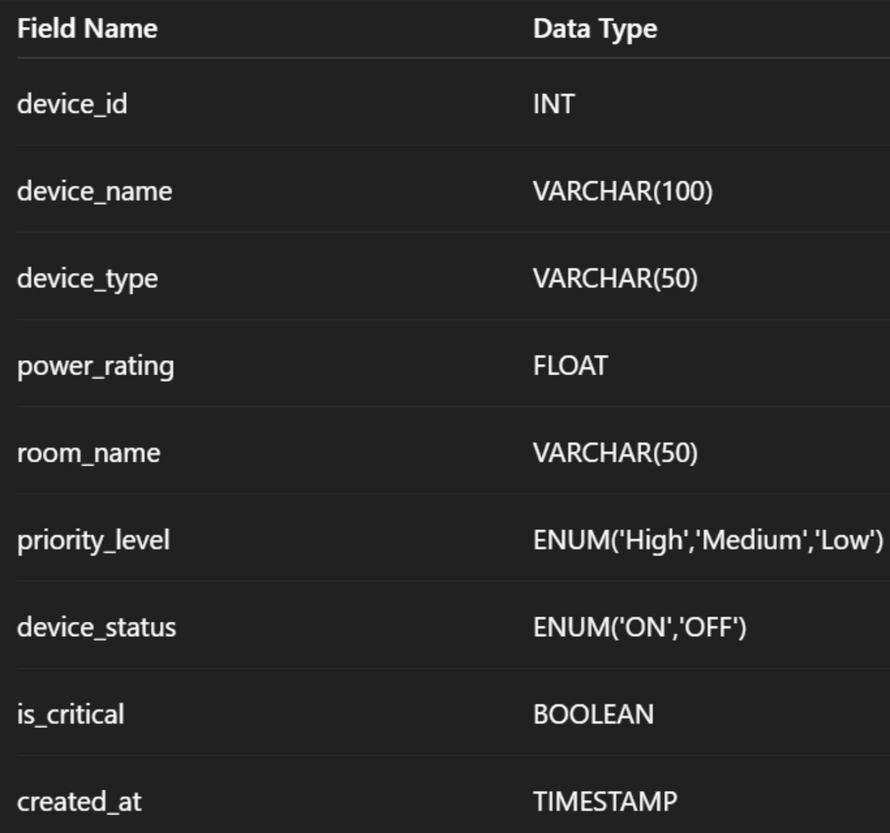 Field Name Data Type
device_id INT
device_name VARCHAR(100)
device_type VARCHAR(50)
power_rating FLOAT
room_name VARCHAR(50)
priority_level ENUM('High','Medium','Low')
device_status ENUM('ON','OFF')
is_critical BOOLEAN
created_at TIMESTAMP